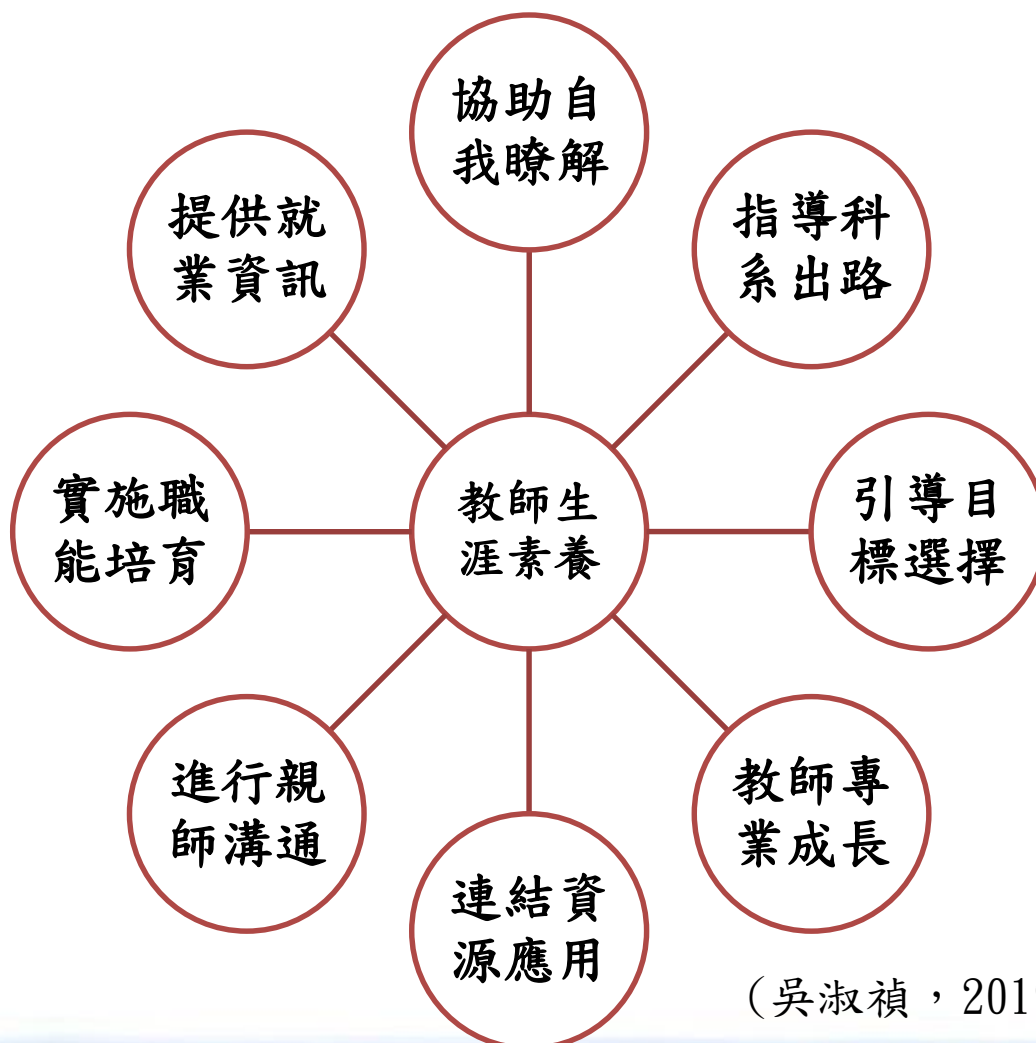 協助自
我瞭解
指導科
系出路
引導目
標選擇
教師專
業成長
連結資
源應用
進行親
師溝通
實施職
能培育
提供就
業資訊
教師生
涯素養
（吳淑禎，201